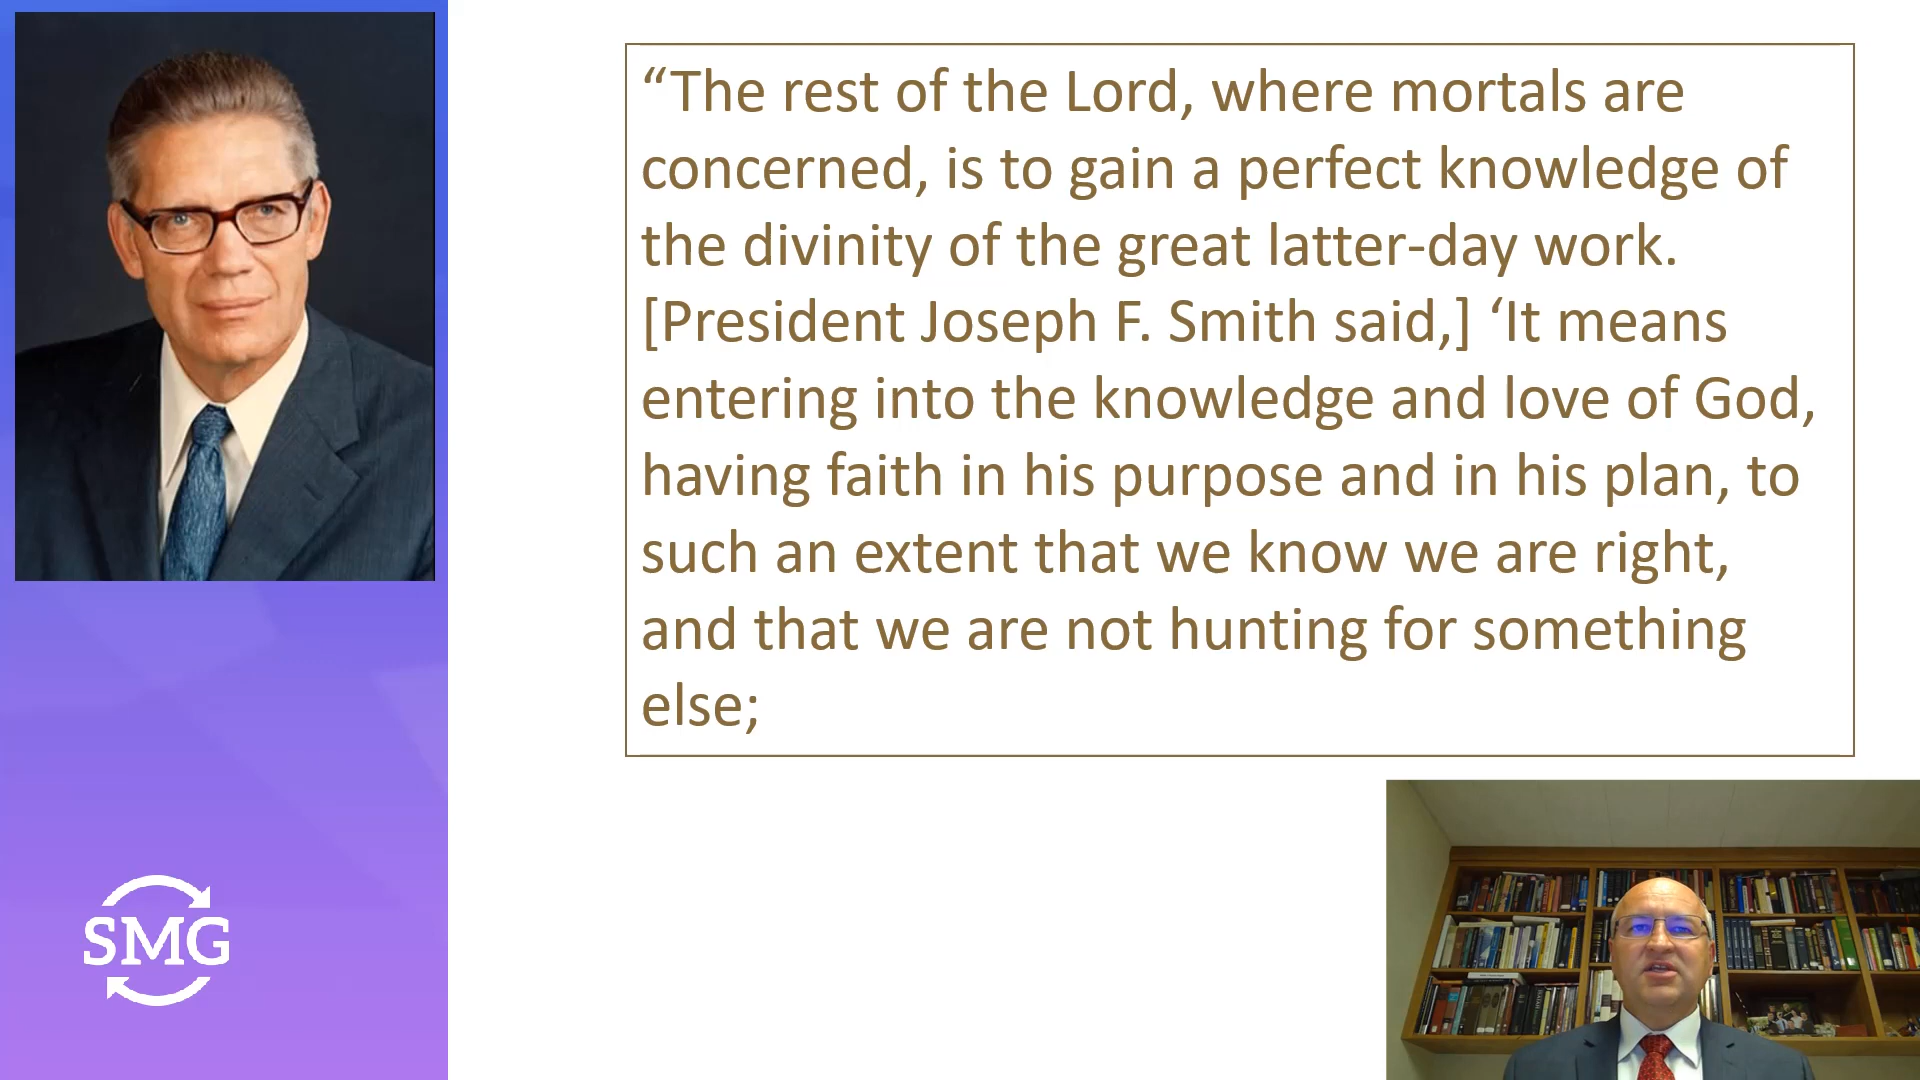 “The rest of the Lord, where mortals are
concerned, is to gain a perfect knowledge of
the divinity of the great latter-day work.
[President Joseph F. Smith said,] ‘It means
entering into the knowledge and love of God,
having faith in his purpose and in his plan, to
such an extent that we know we are right,
and that we are not hunting for something
else;
SMG